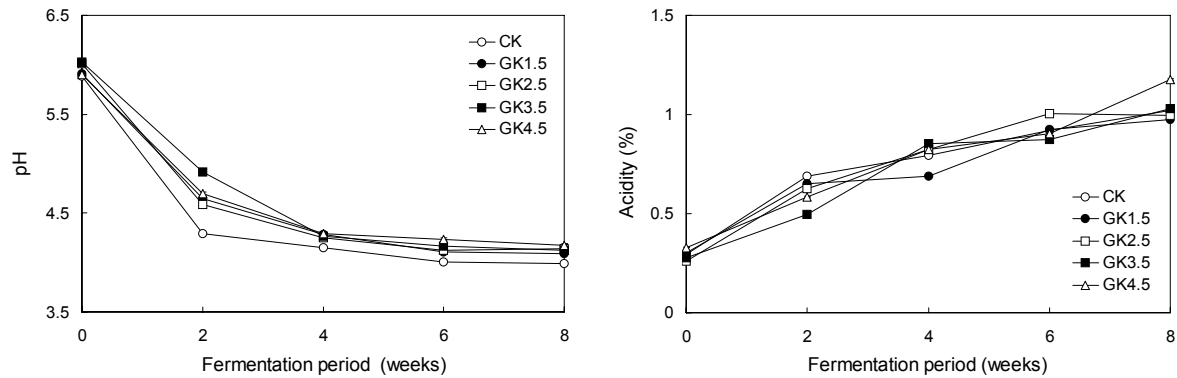 6.5
5.5
4.5
3.5
pH
0
2
4
6
8
Fermentation period (weeks)
CK
GK1.5
GK2.5
GK3.5
GK4.5
1.5
1
0.5
0
Acidity (%)
0
2
4
6
8
Fermentation period (weeks)
CK
GK1.5
GK2.5
GK3.5
GK4.5